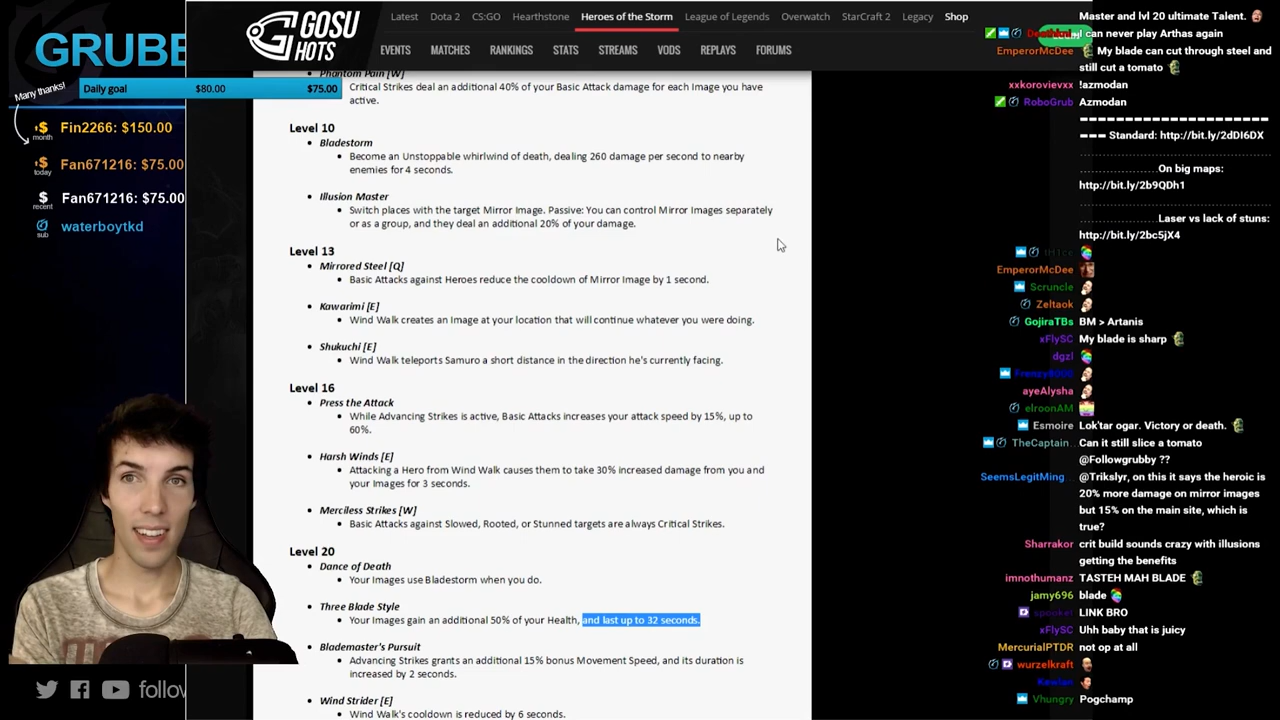 GRUBB
Many thanks!
Daily goal $80.00 $75.00
$ month Fin2266: $150.00
$ today Fan671216: $75.00
$ recent Fan671216: $75.00
sub waterboytkd
follow
GOSU HOTS
Latest Dota 2 CS:GO Hearthstone Heroes of the Storm League of Legends Overwatch StarCraft 2 Legacy Shop
EVENTS MATCHES RANKINGS STATS STREAMS VODS REPLAYS FORUMS
Phantom Pain [W]
Critical Strikes deal an additional 40% of your Basic Attack damage for each Image you have
active.
Level 10
Bladestorm
Become an Unstoppable whirlwind of death, dealing 260 damage per second to nearby
enemies for 4 seconds.
Illusion Master
Switch places with the target Mirror Image. Passive: You can control Mirror Images separately
or as a group, and they deal an additional 20% of your damage.
Level 13
Mirrored Steel [Q]
Basic Attacks against Heroes reduce the cooldown of Mirror Image by 1 second.
Kawarimi [E]
Wind Walk creates an Image at your location that will continue whatever you were doing.
Shukuchi [E]
Wind Walk teleports Samuro a short distance in the direction he's currently facing.
Level 16
Press the Attack
While Advancing Strikes is active, Basic Attacks increases your attack speed by 15%, up to
60%.
Harsh Winds [E]
Attacking a Hero from Wind Walk causes them to take 30% increased damage from you and
your Images for 3 seconds.
Merciless Strikes [W]
Basic Attacks against Slowed, Rooted, or Stunned targets are always Critical Strikes.
Level 20
Dance of Death
Your Images use Bladestorm when you do.
Three Blade Style
Your Images gain an additional 50% of your Health, and last up to 32 seconds.
Blademaster's Pursuit
Advancing Strikes grants an additional 15% bonus Movement Speed, and its duration is
increased by 2 seconds.
Wind Strider [E]
Wind Walk's cooldown is reduced by 6 seconds.
Master and lvl 20 ultimate Talent.
I can never play Arthas again
EmperorMcDee My blade can cut through steel and
still cut a tomato
xxkorovievxx !azmodan
RoboGrub Azmodan
Standard: http://bit.ly/2dDI6DX
On big maps:
http://bit.ly/2b9QDh1
Laser vs lack of stuns:
http://bit.ly/2bc5jX4
EmperorMcDee
Scruncle
Zeltaok
GojiraTBs BM > Artanis
xFlySC My blade is sharp
dgzl
ayeAlysha
elroonAM
Esmoire Lok'tar ogar. Victory or death.
TheCaptain Can it still slice a tomato
@Followgrubby ??
SeemsLegitMing... @Trikslyr, on this it says the heroic is
20% more damage on mirror images
but 15% on the main site, which is
true?
Sharrakor crit build sounds crazy with illusions
getting the benefits
imnothumanz TASTEH MAH BLADE
jamy696 blade
LINK BRO
xFlySC Uhh baby that is juicy
MercurialPTDR not op at all
wurzelkraft
Vhungry Pogchamp